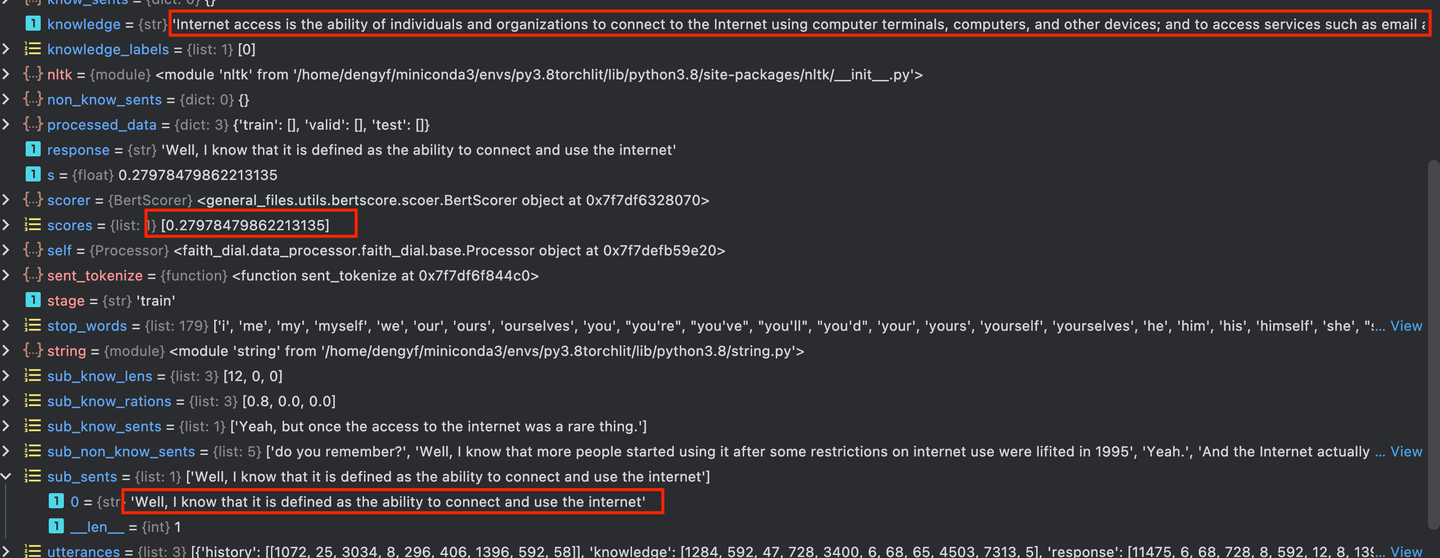 know_sents = {dict: 0} {}
knowledge = {str} 'Internet access is the ability of individuals and organizations to connect to the Internet using computer terminals, computers, and other devices; and to access services such as email
knowledge_labels = {list: 1} [0]
nltk = {module} <module 'nltk' from '/home/dengyf/miniconda3/envs/py3.8torchlit/lib/python3.8/site-packages/nltk/__init__.py'>
non_know_sents = {dict: 0} {}
processed_data = {dict: 3} {'train': [], 'valid': [], 'test': []}
response = {str} 'Well, I know that it is defined as the ability to connect and use the internet'
s = {float} 0.27978479862213135
scorer = {BertScorer} <general_files.utils.bertscore.scoer.BertScorer object at 0x7f7df6328070>
scores = {list: 1} [0.27978479862213135]
self = {Processor} <faith_dial.data_processor.faith_dial.base.Processor object at 0x7f7defb59e20>
sent_tokenize = {function} <function sent_tokenize at 0x7f7df6f844c0>
stage = {str} 'train'
stop_words = {list: 179} ['i', 'me', 'my', 'myself', 'we', 'our', 'ours', 'ourselves', 'you', "you're", "you've", "you'll", "you'd", 'your', 'yours', 'yourself', 'yourselves', 'he', 'him', 'his', 'himself', 'she', "s... View
string = {module} <module 'string' from '/home/dengyf/miniconda3/envs/py3.8torchlit/lib/python3.8/string.py'>
sub_know_lens = {list: 3} [12, 0, 0]
sub_know_rations = {list: 3} [0.8, 0.0, 0.0]
sub_know_sents = {list: 1} ['Yeah, but once the access to the internet was a rare thing.']
sub_non_know_sents = {list: 5} ['do you remember?', 'Well, I know that more people started using it after some restrictions on internet use were lifited in 1995', 'Yeah.', 'And the Internet actually ... View
sub_sents = {list: 1} ['Well, I know that it is defined as the ability to connect and use the internet']
0 = {str 'Well, I know that it is defined as the ability to connect and use the internet'
__len__ = {int} 1
utterances = {list: 3} [{'history': [[1072, 25, 3034, 8, 296, 406, 1396, 592, 58]], 'knowledge': [1284, 592, 47, 728, 3400, 6, 68, 65, 4503, 7313, 5], 'response': [11475, 6, 68, 728, 8, 592, 12, 8, 139... View